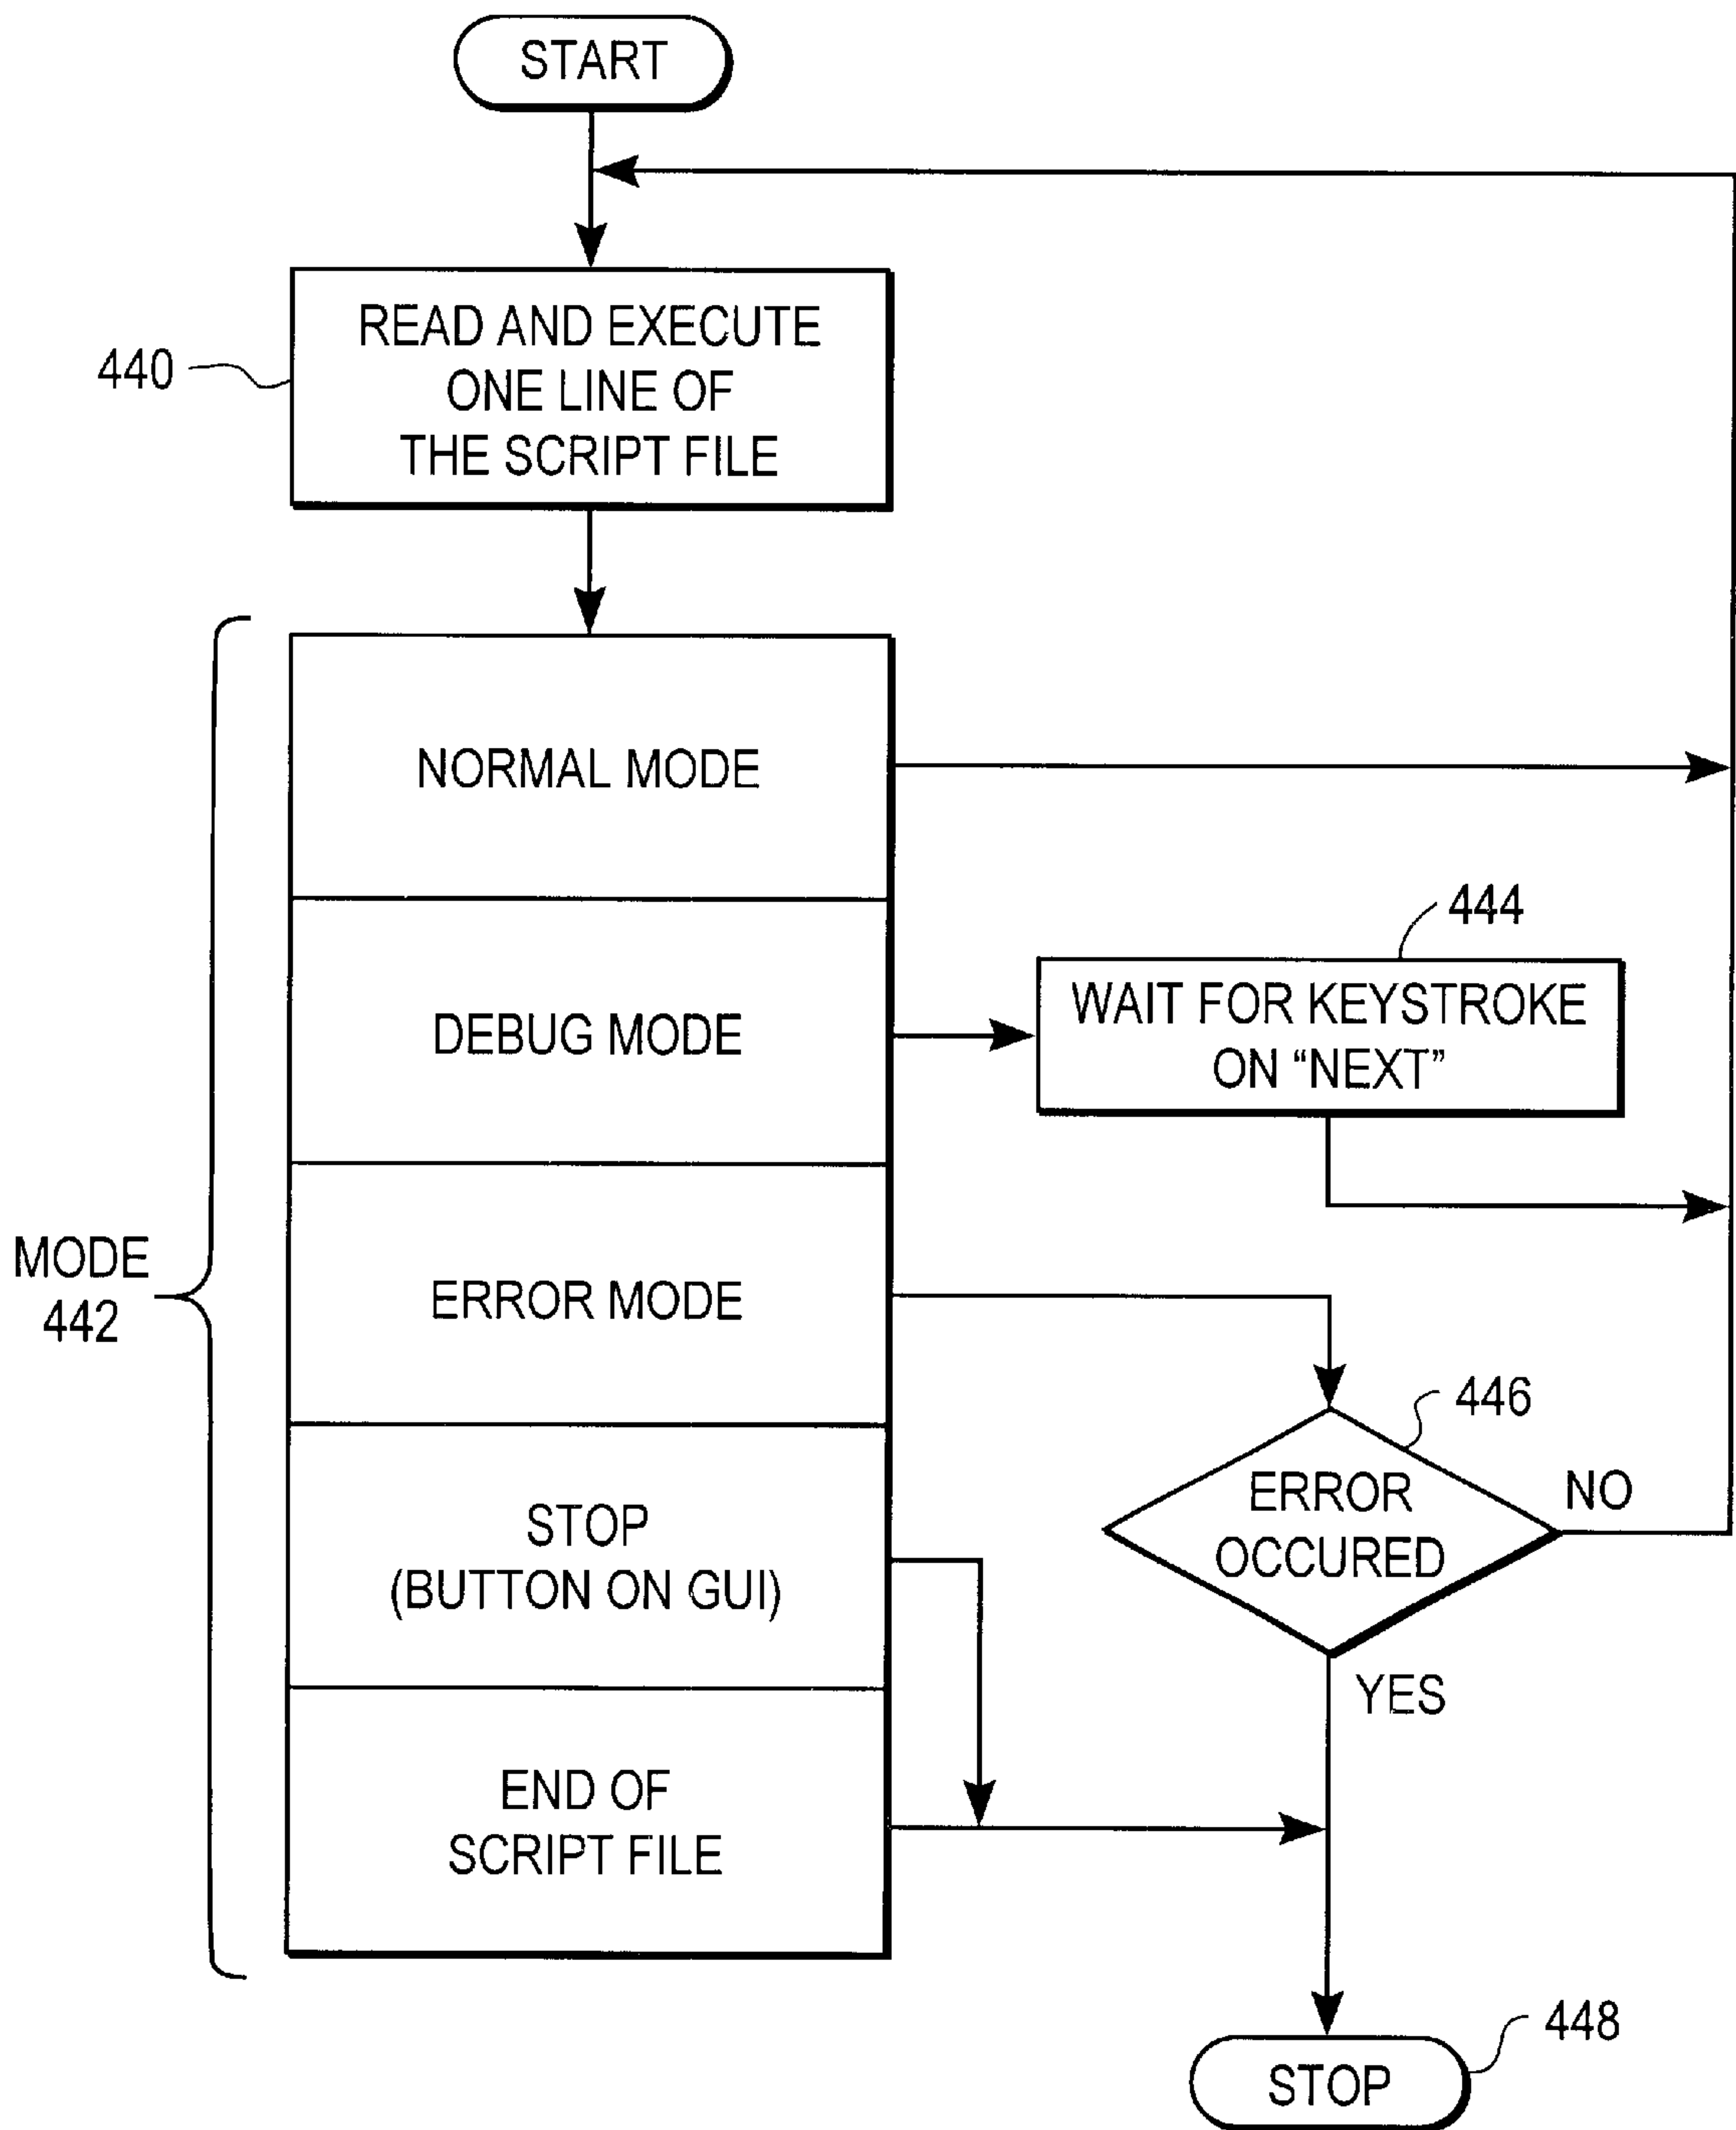 START
READ AND EXECUTE
ONE LINE OF
THE SCRIPT FILE
440
NORMAL MODE
444
DEBUG MODE
WAIT FOR KEYSTROKE
ON “NEXT”
MODE
442
ERROR MODE
446
ERROR
OCCURED
NO
STOP
(BUTTON ON GUI)
YES
END OF
SCRIPT FILE
448
STOP